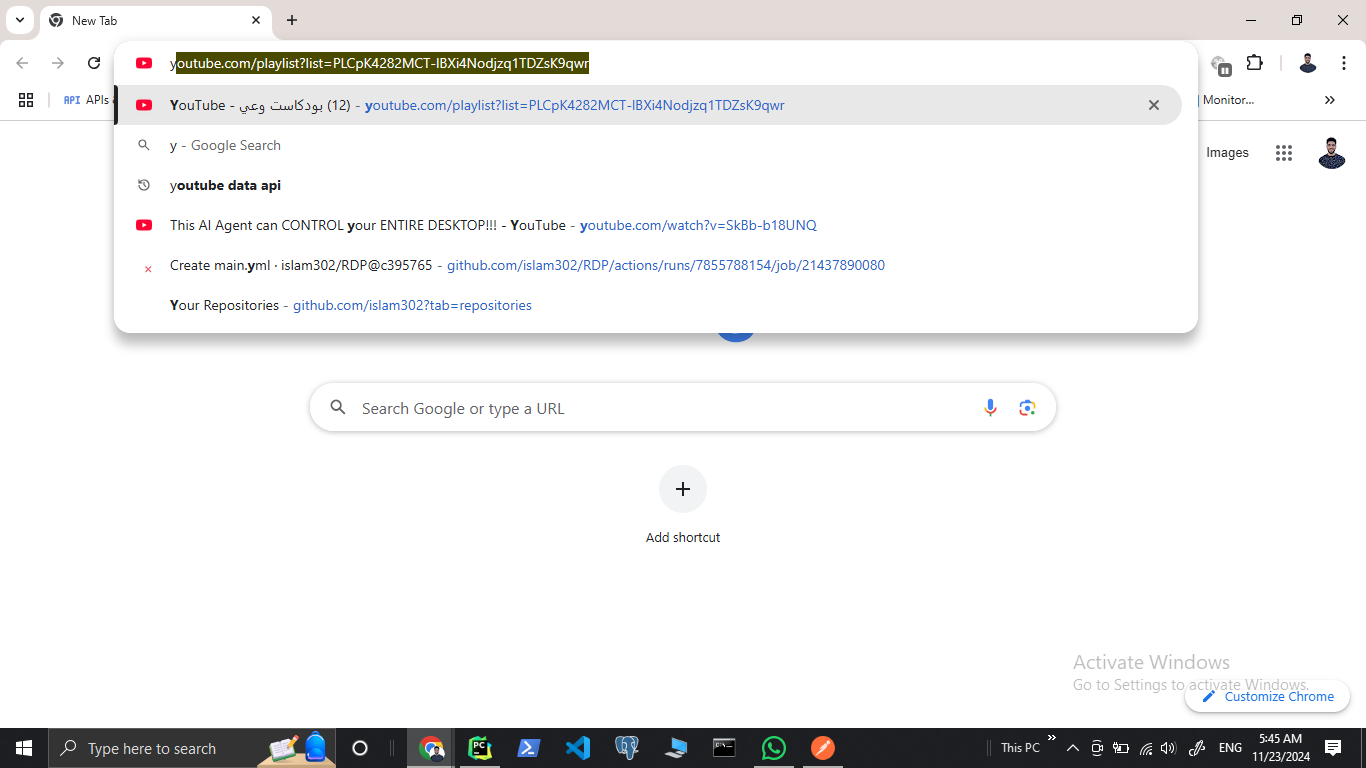 New Tab
youtube.com/playlist?list=PLCpK4282MCT-IBXi4Nodjzq1TDZsK9qwr
YouTube - بودكاست وعي (12) - youtube.com/playlist?list=PLCpK4282MCT-IBXi4Nodjzq1TDZsK9qwr
y - Google Search
youtube data api
This AI Agent can CONTROL your ENTIRE DESKTOP!!! - YouTube - youtube.com/watch?v=SkBb-b18UNQ
Create main.yml · islam302/RDP@c395765 - github.com/islam302/RDP/actions/runs/7855788154/job/21437890080
Your Repositories - github.com/islam302?tab=repositories
API APIs
Monitor...
Images
Search Google or type a URL
Add shortcut
Activate Windows
Go to Settings to activate Windows.
Customize Chrome
Type here to search
PC
This PC
ENG
5:45 AM
11/23/2024